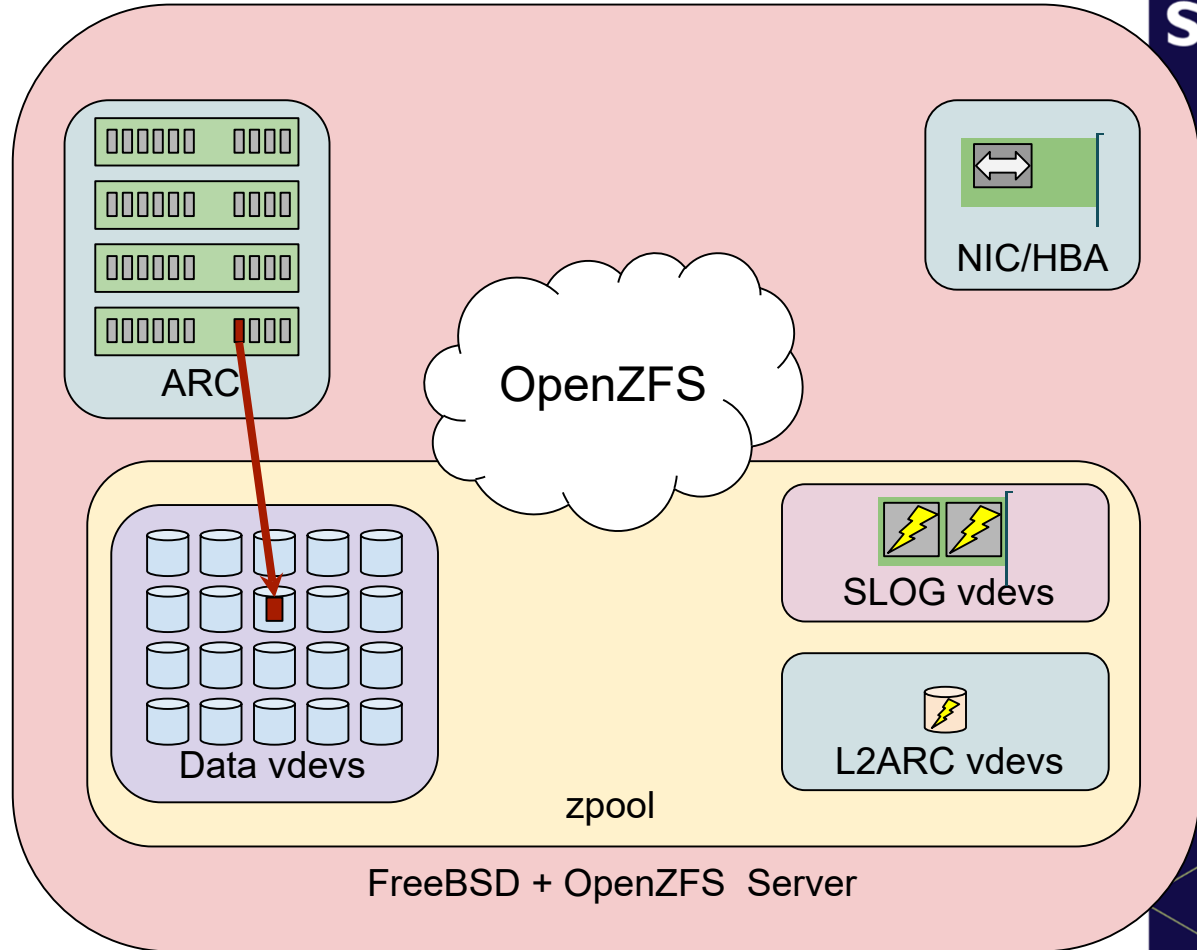 S
ARC
NIC/HBA
OpenZFS
SLOG vdevs
L2ARC vdevs
Data vdevs
zpool
FreeBSD + OpenZFS  Server